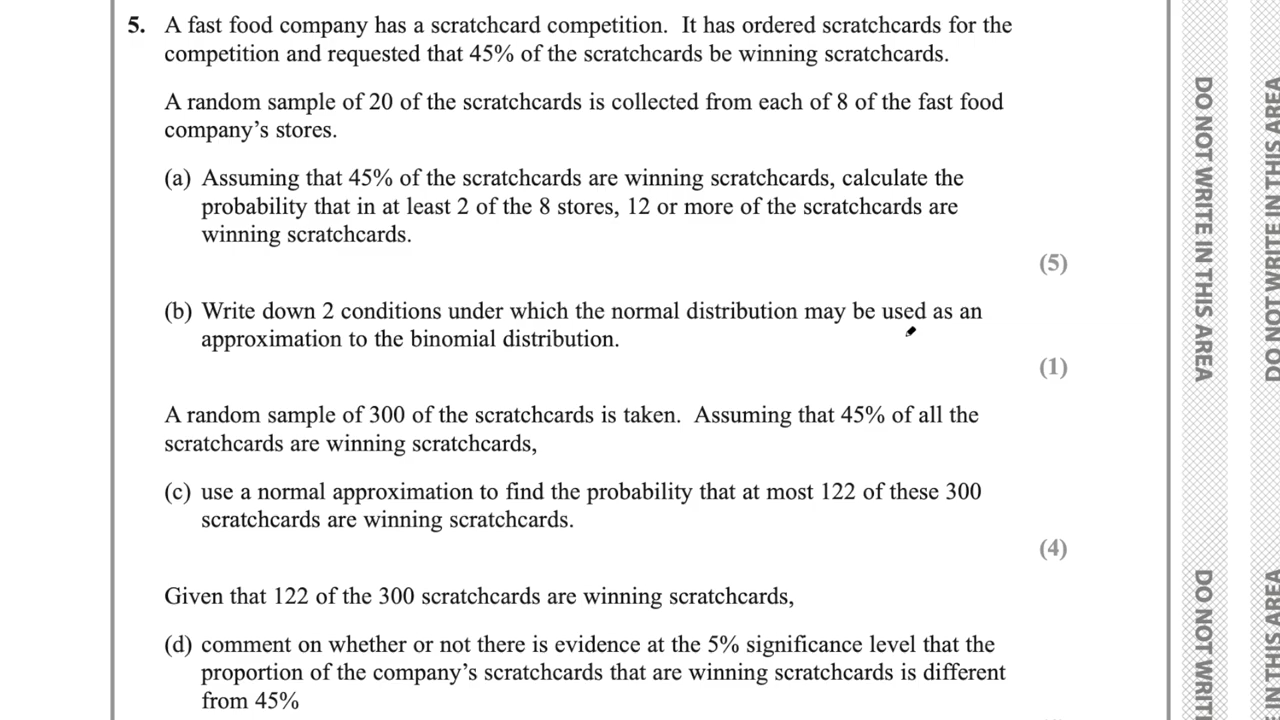 5. A fast food company has a scratchcard competition. It has ordered scratchcards for the
competition and requested that 45% of the scratchcards be winning scratchcards.
A random sample of 20 of the scratchcards is collected from each of 8 of the fast food
company's stores.
(a) Assuming that 45% of the scratchcards are winning scratchcards, calculate the
probability that in at least 2 of the 8 stores, 12 or more of the scratchcards are
winning scratchcards.
(5)
(b) Write down 2 conditions under which the normal distribution may be used as an
approximation to the binomial distribution.
(1)
A random sample of 300 of the scratchcards is taken. Assuming that 45% of all the
scratchcards are winning scratchcards,
(c) use a normal approximation to find the probability that at most 122 of these 300
scratchcards are winning scratchcards.
(4)
Given that 122 of the 300 scratchcards are winning scratchcards,
(d) comment on whether or not there is evidence at the 5% significance level that the
proportion of the company's scratchcards that are winning scratchcards is different
from 45%
DO NOT WRITE IN THIS AREA
DO NOT WRIT
DO NOT WRITE IN THIS AREA
IN THIS AREA